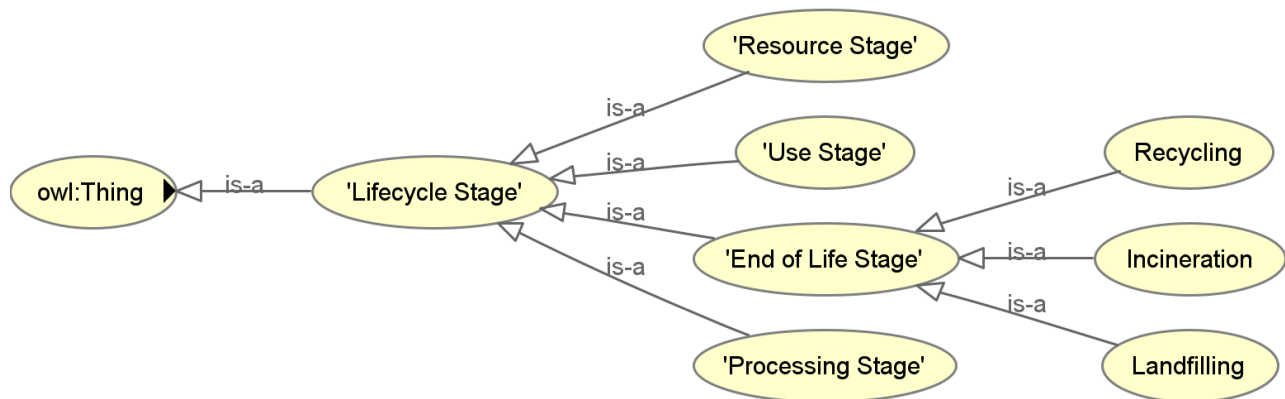 'Resource Stage'
is-a
'Use Stage'
Recycling
is-a
owl:Thing
is-a
'Lifecycle Stage'
is-a
is-a
'End of Life Stage'
is-a
Incineration
is-a
is-a
'Processing Stage'
Landfilling